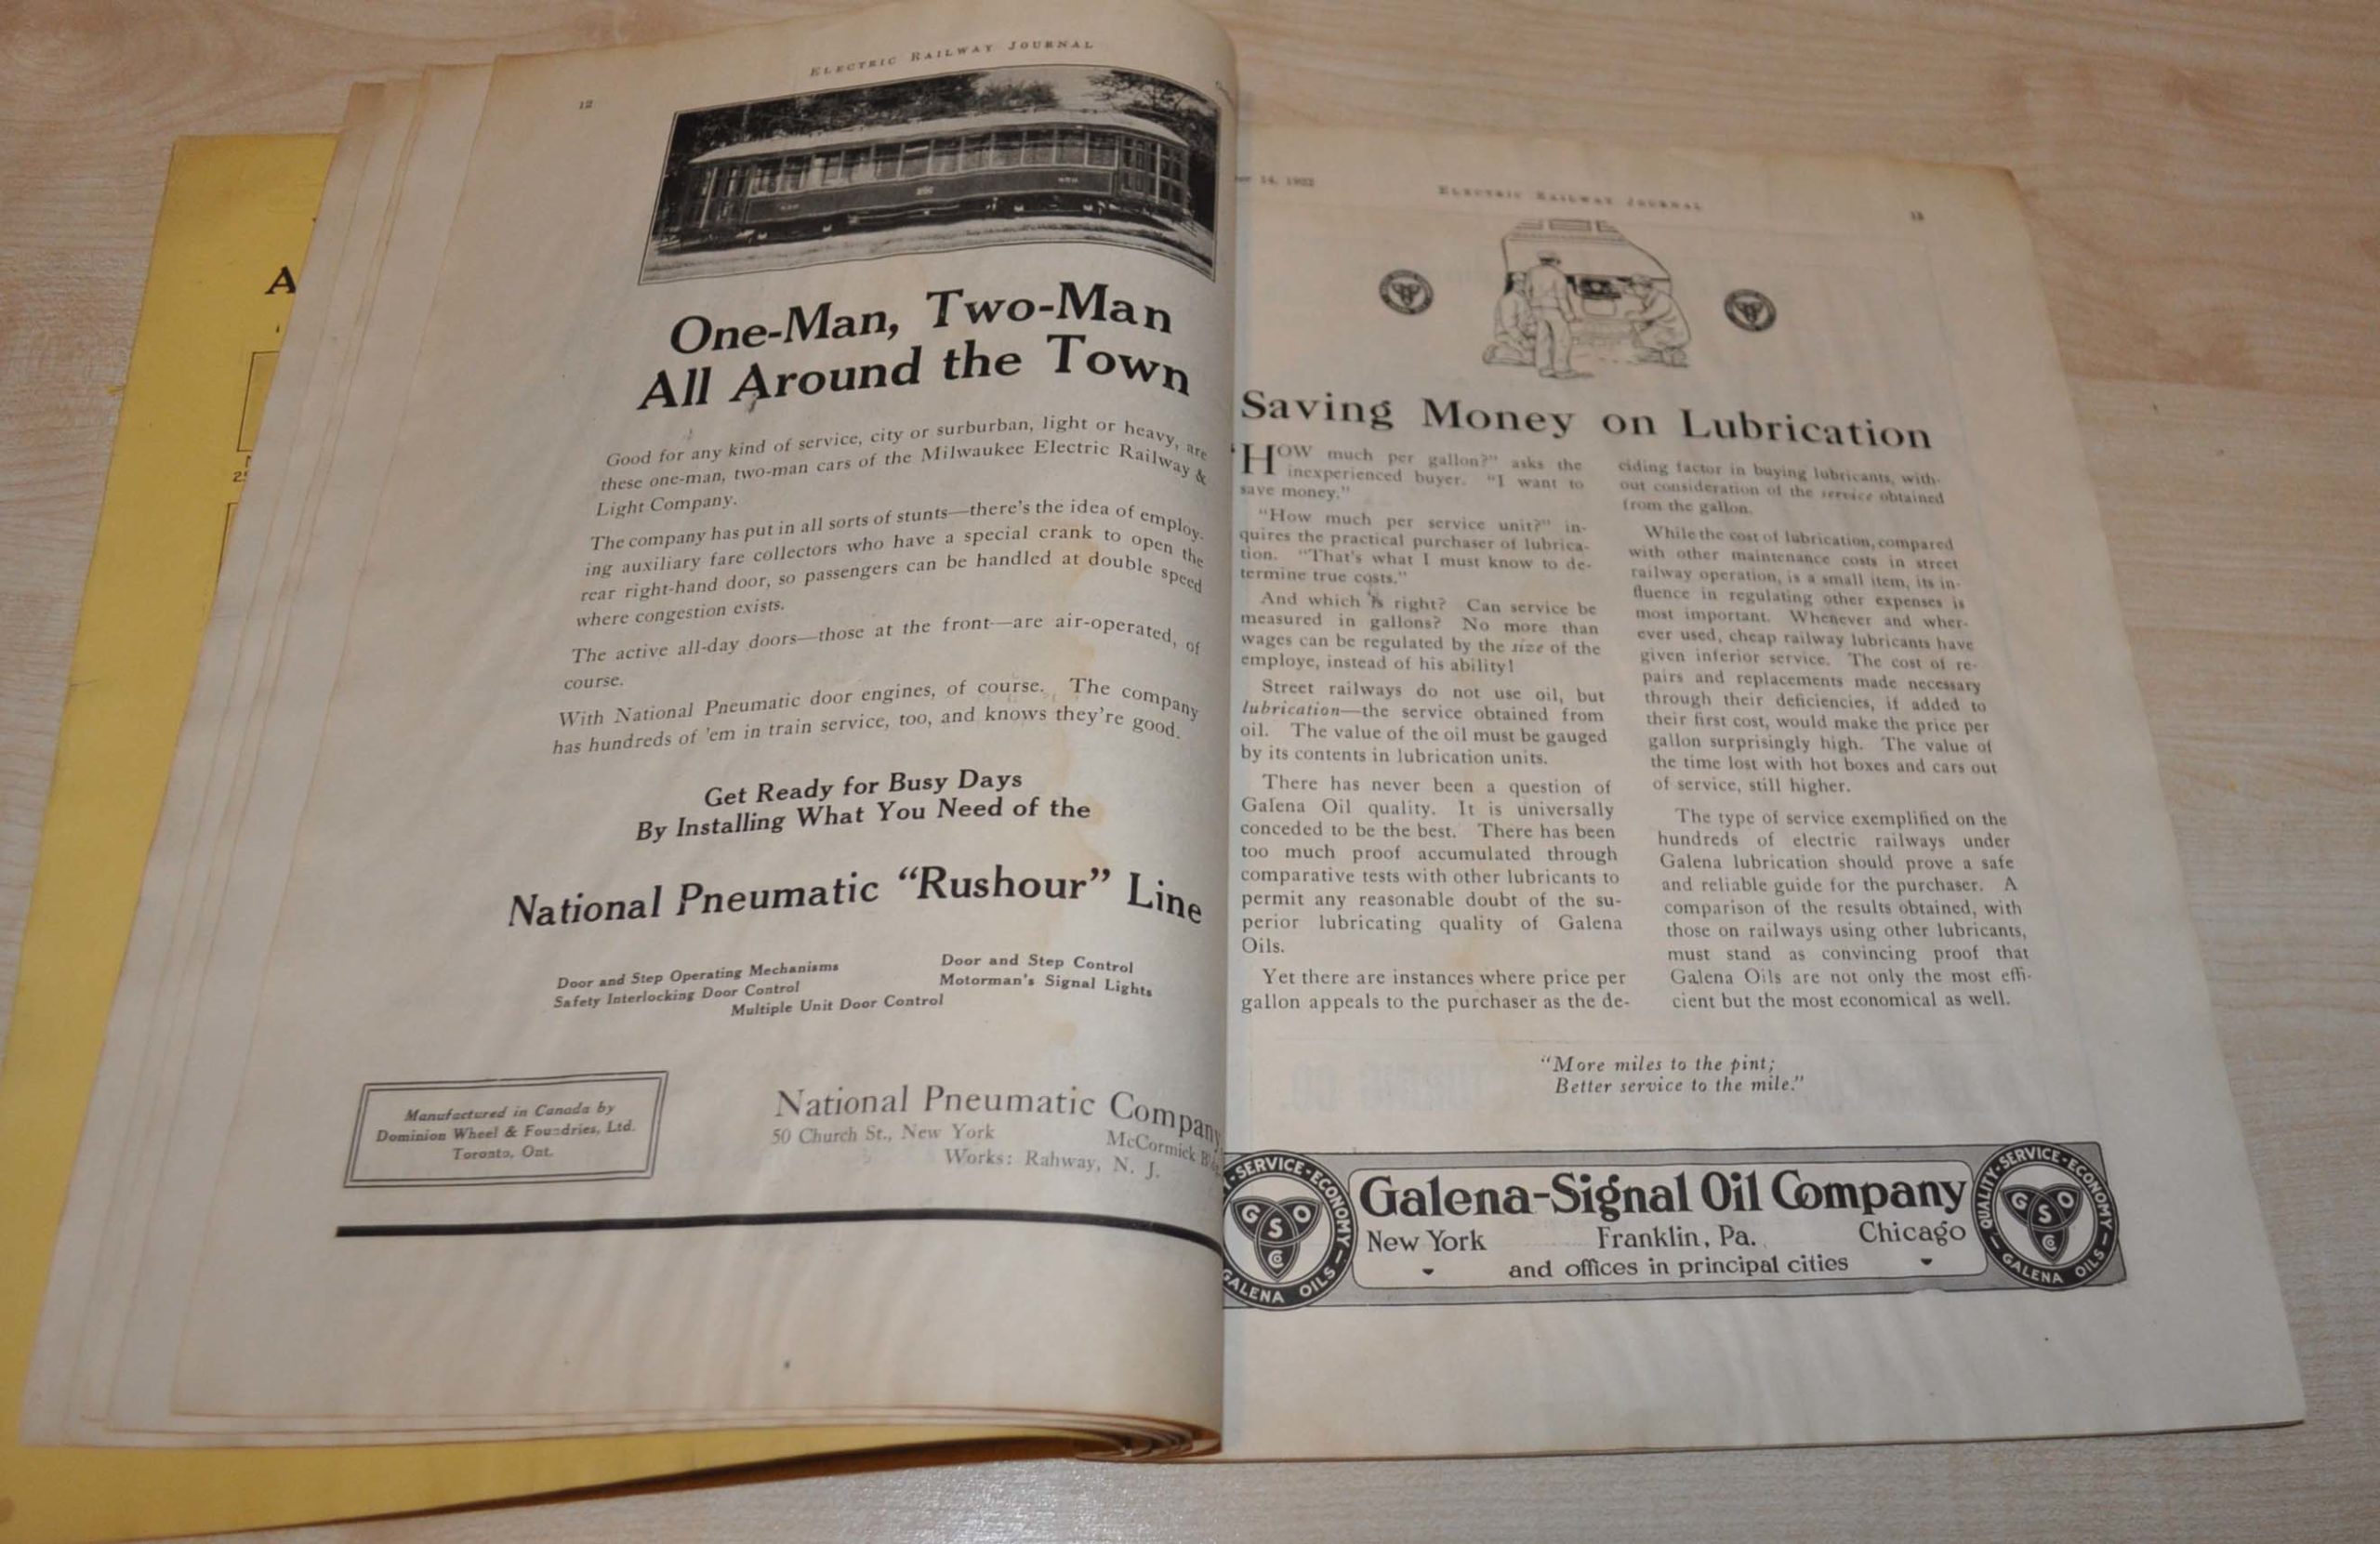 A
12
ELECTRIC RAILWAY JOURNAL
One-Man, Two-Man
All Around the Town
Good for any kind of service, city or surburban, light or heavy, are
these one-man, two-man cars of the Milwaukee Electric Railway &
Light Company.
The company has put in all sorts of stunts—there's the idea of employ-
ing auxiliary fare collectors who have a special crank to open the
rear right-hand door, so passengers can be handled at double speed
where congestion exists.
The active all-day doors—those at the front—are air-operated, of
course.
With National Pneumatic door engines, of course. The company
has hundreds of 'em in train service, too, and knows they're good.
Get Ready for Busy Days
By Installing What You Need of the
National Pneumatic "Rushour" Line
Door and Step Operating Mechanisms
Door and Step Control
Safety Interlocking Door Control
Motorman's Signal Lights
Multiple Unit Door Control
Manufactured in Canada by
Dominion Wheel & Foundries, Ltd.
Toronto, Ont.
National Pneumatic Company
50 Church St., New York
McCormick
Works: Rahway, N. J.
14, 1922
ELECTRIC RAILWAY JOURNAL
13
Saving Money on Lubrication
"HOW much per gallon?" asks the
inexperienced buyer. "I want to
save money."
"How much per service unit?" in-
quires the practical purchaser of lubrica-
tion. "That's what I must know to de-
termine true costs."
And which is right? Can service be
measured in gallons? No more than
wages can be regulated by the size of the
employe, instead of his ability!
Street railways do not use oil, but
lubrication—the service obtained from
oil. The value of the oil must be gauged
by its contents in lubrication units.
There has never been a question of
Galena Oil quality. It is universally
conceded to be the best. There has been
too much proof accumulated through
comparative tests with other lubricants to
permit any reasonable doubt of the su-
perior lubricating quality of Galena
Oils.
Yet there are instances where price per
gallon appeals to the purchaser as the de-
ciding factor in buying lubricants, with-
out consideration of the service obtained
from the gallon.
While the cost of lubrication, compared
with other maintenance costs in street
railway operation, is a small item, its in-
fluence in regulating other expenses is
most important. Whenever and wher-
ever used, cheap railway lubricants have
given inferior service. The cost of re-
pairs and replacements made necessary
through their deficiencies, if added to
their first cost, would make the price per
gallon surprisingly high. The value of
the time lost with hot boxes and cars out
of service, still higher.
The type of service exemplified on the
hundreds of electric railways under
Galena lubrication should prove a safe
and reliable guide for the purchaser. A
comparison of the results obtained, with
those on railways using other lubricants,
must stand as convincing proof that
Galena Oils are not only the most effi-
cient but the most economical as well.
"More miles to the pint;
Better service to the mile."
SERVICE-ECONOMY
GSO Co
GALENA OILS
Galena-Signal Oil Company
New York Franklin, Pa. Chicago
and offices in principal cities
QUALITY-SERVICE-ECONOMY
GSO Co
GALENA OILS